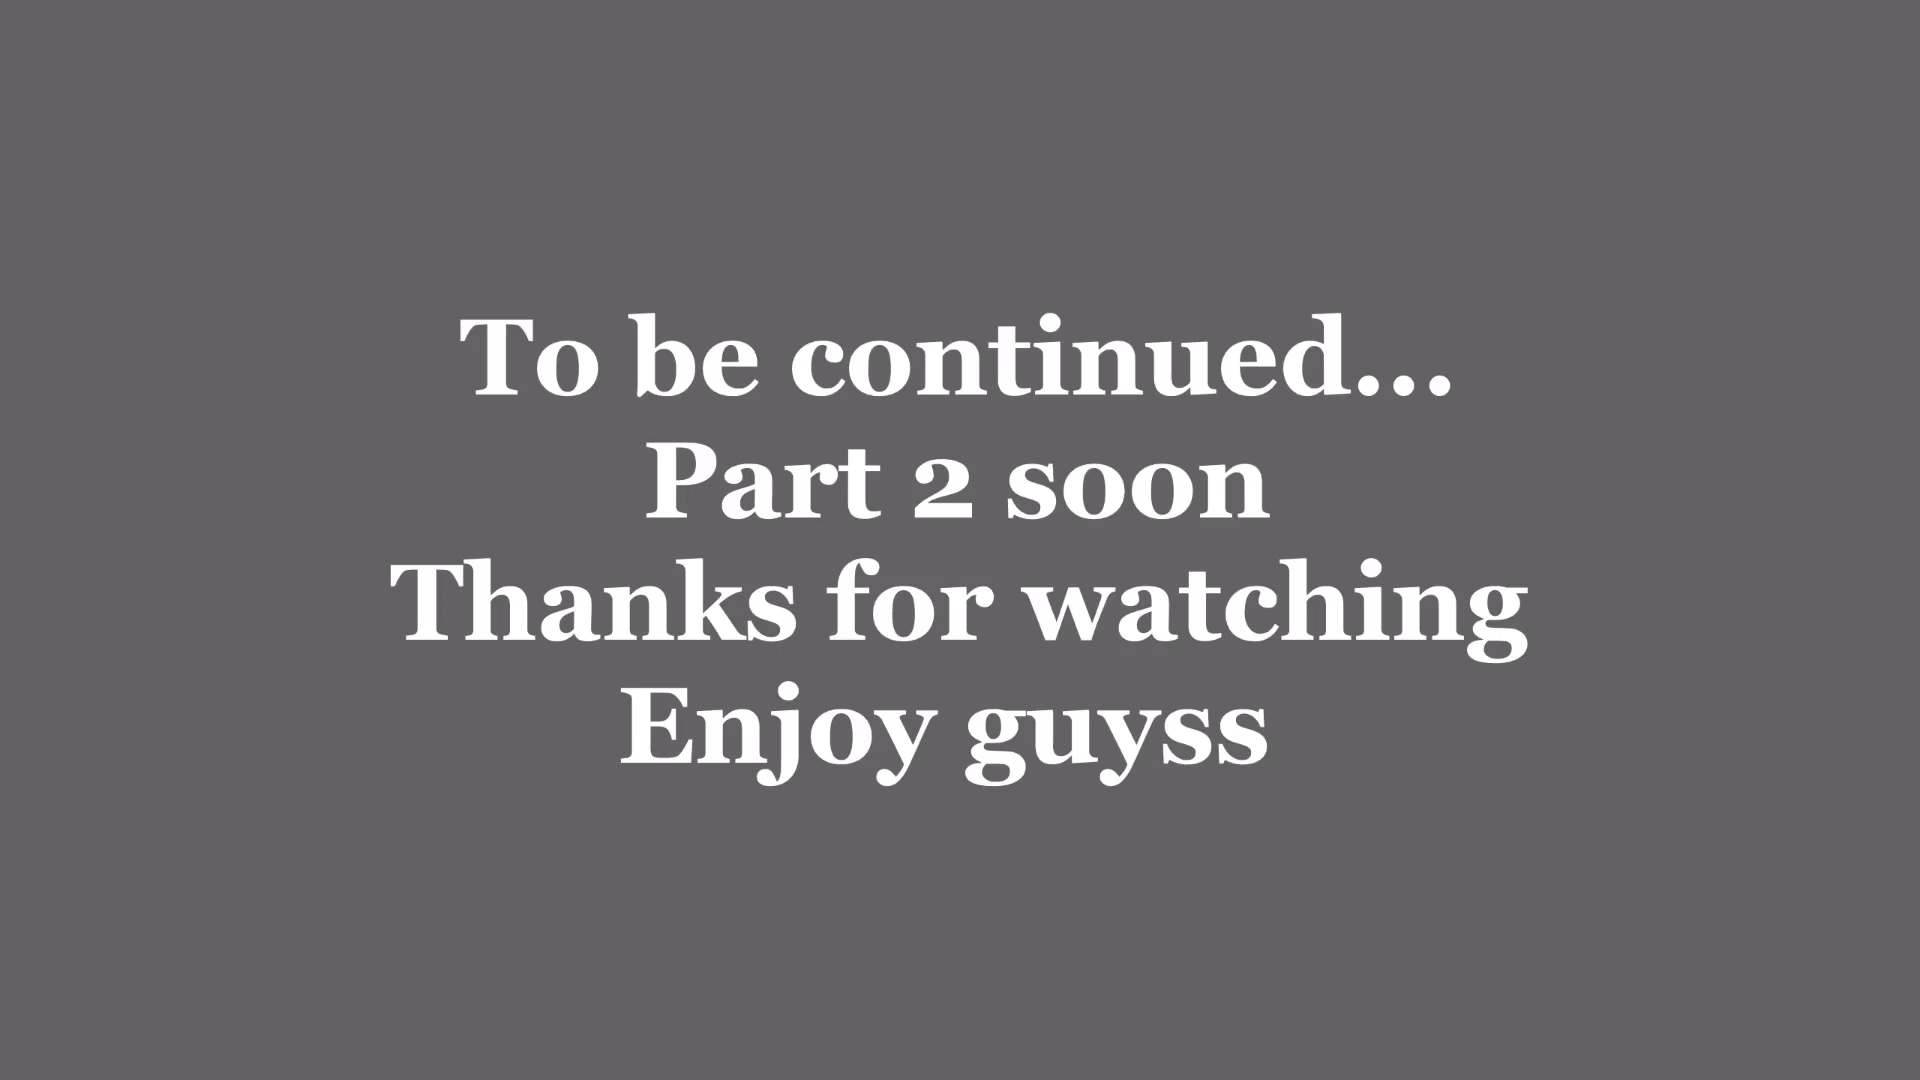 To be continued...
Part 2 soon
Thanks for watching
Enjoy guyss